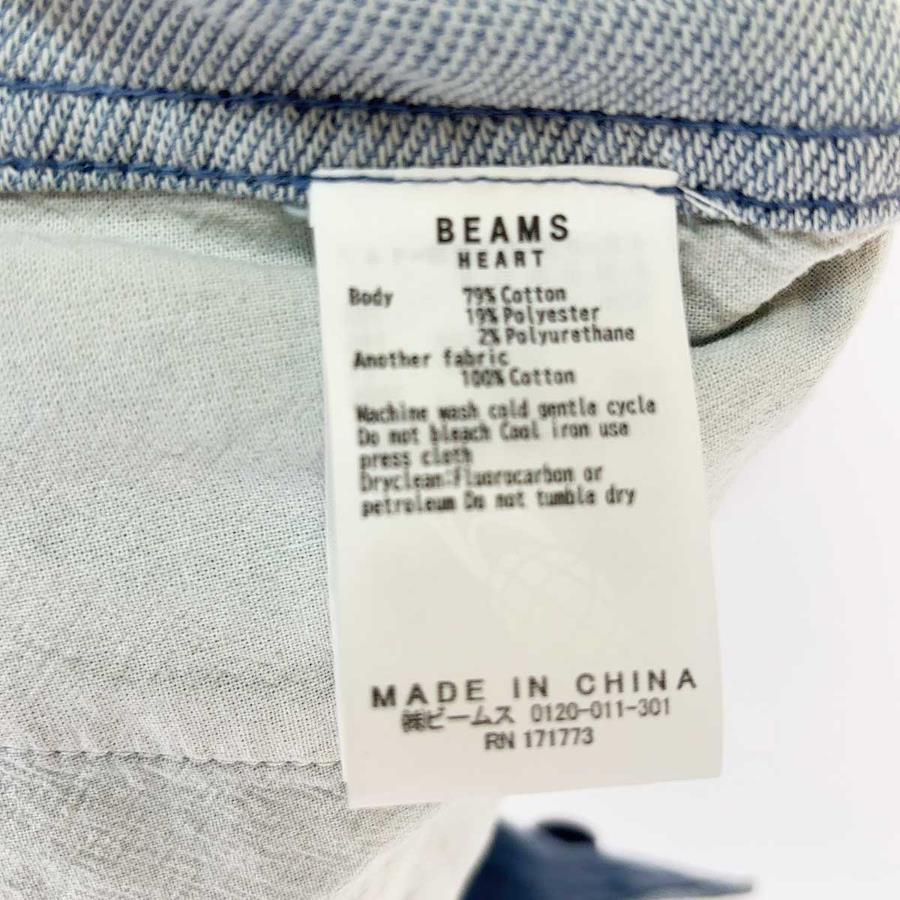 BEAMS
HEART
Body 79% Cotton
19% Polyester
2% Polyurethane
Another fabric
100% Cotton
Machine wash cold gentle cycle
Do not bleach Cool iron use
press cloth
Dryclean:Fluorocarbon or
petroleum Do not tumble dry
MADE IN CHINA
㈱ビームス 0120-011-301
RN 171773